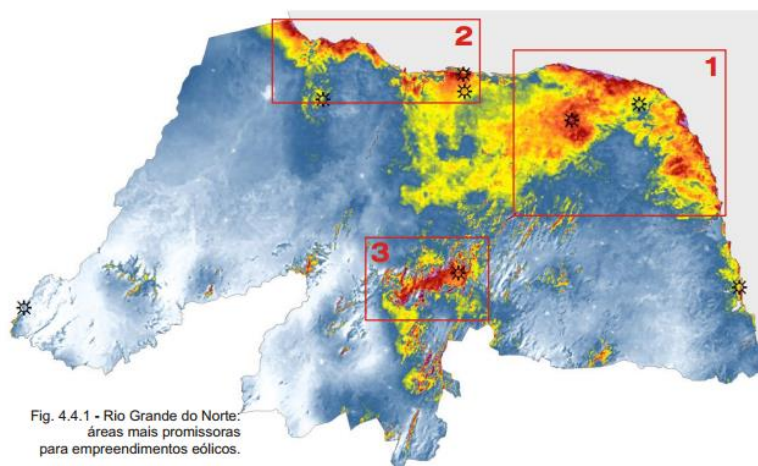 2
1
3
Fig. 4.4.1 - Rio Grande do Norte:
áreas mais promissoras
para empreendimentos eólicos.